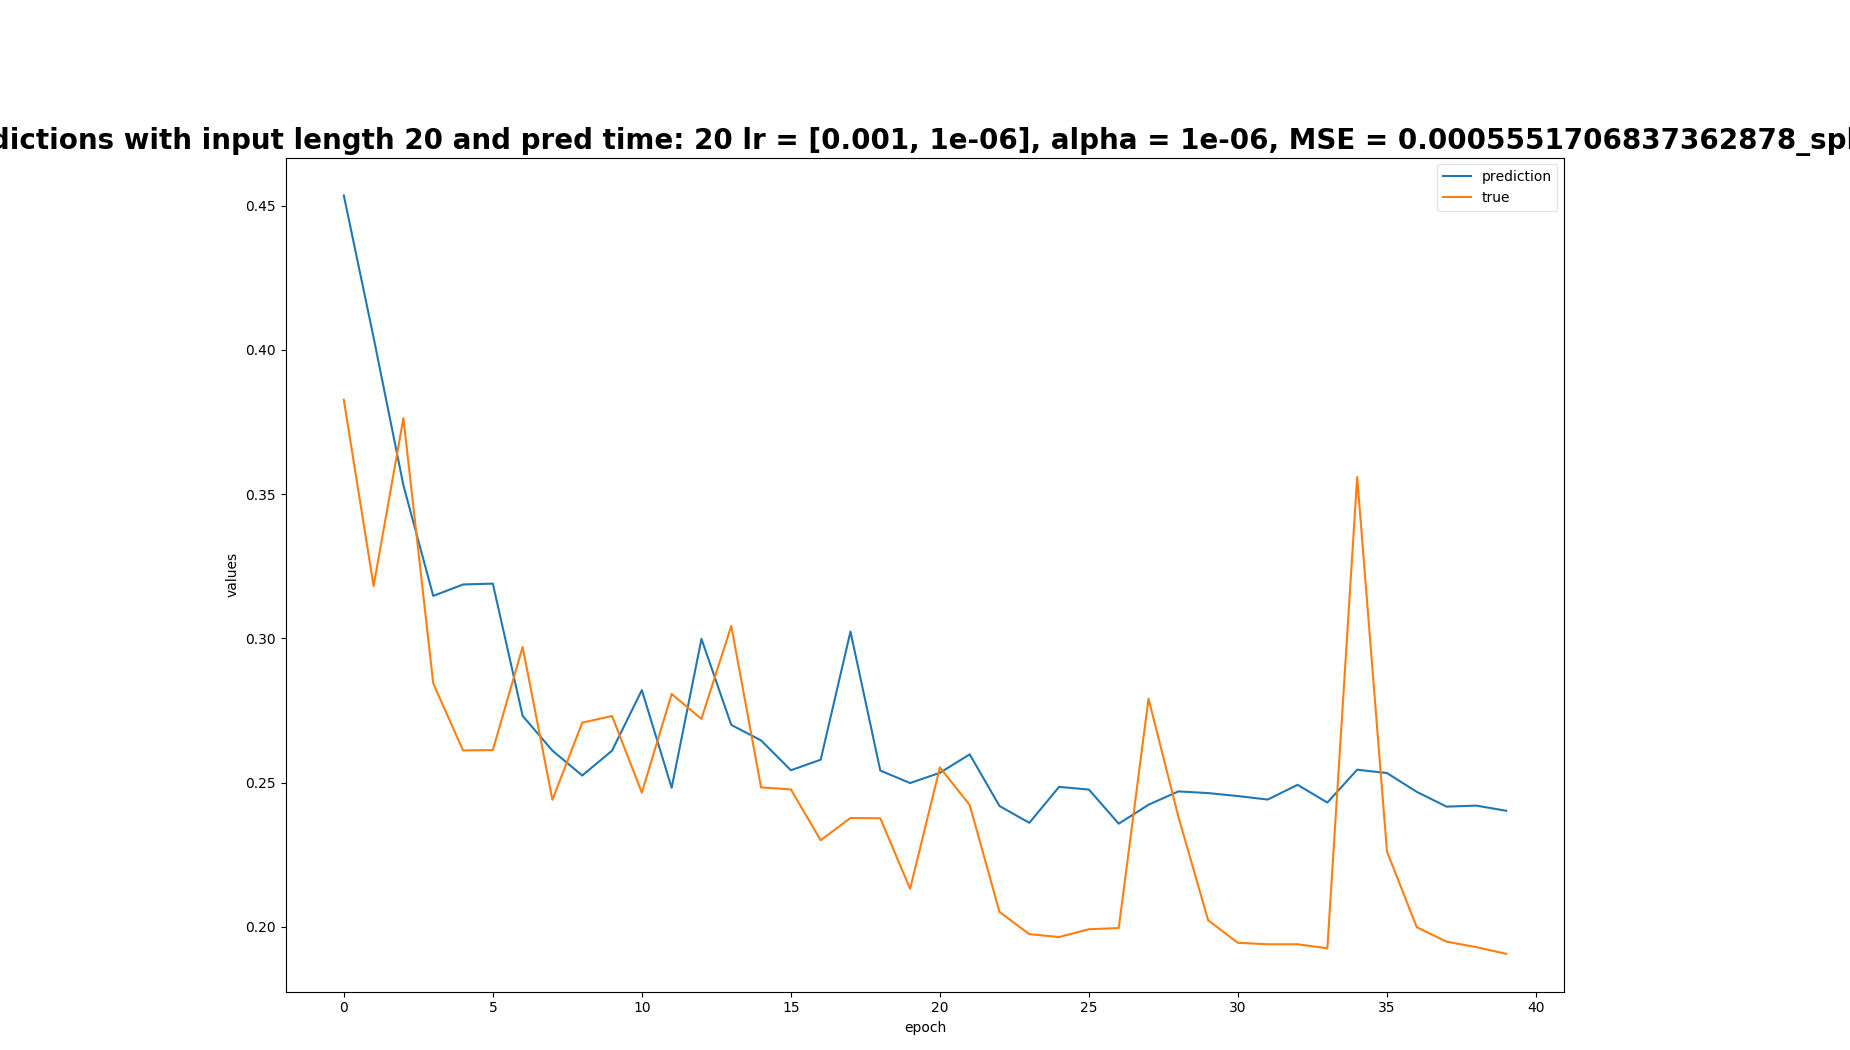 dictions with input length 20 and pred time: 20 lr = [0.001, 1e-06], alpha = 1e-06, MSE = 0.0005551706837362878_spl
prediction
true
0.45
0.40
0.35
0.30
0.25
0.20
values
0 5 10 15 20 25 30 35 40
epoch